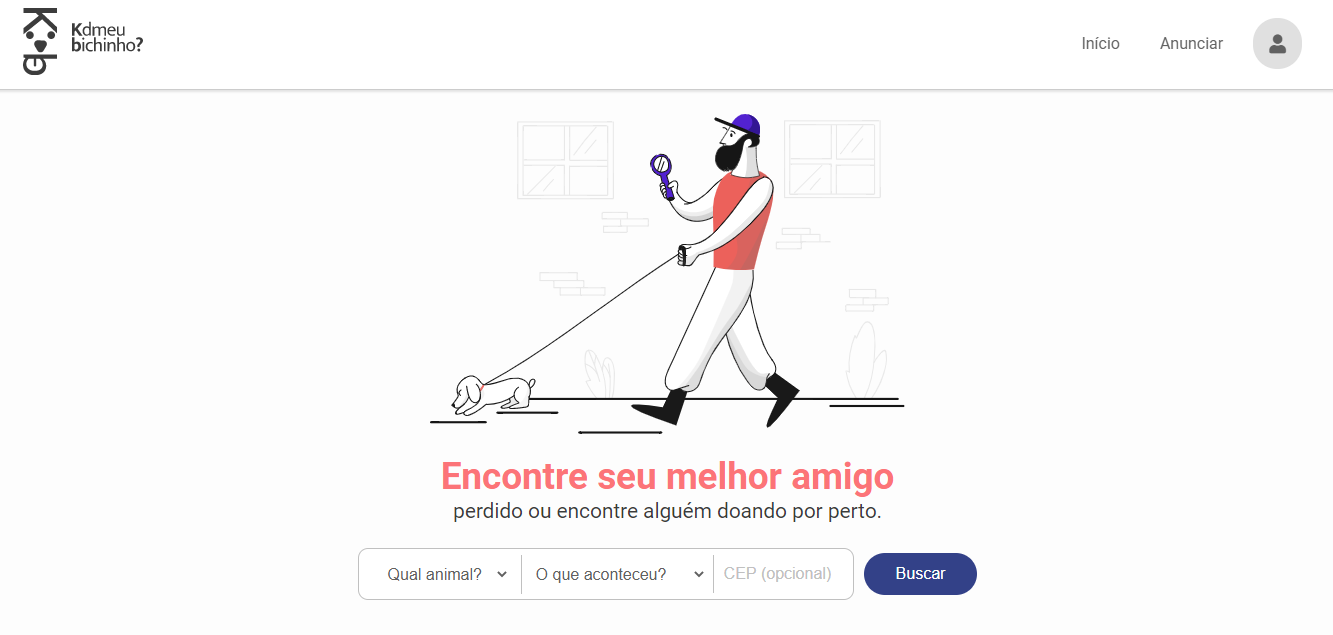 Kdmeu
bichinho?
Início
Anunciar
Encontre seu melhor amigo
perdido ou encontre alguém doando por perto.
Qual animal?
O que aconteceu?
CEP (opcional)
Buscar